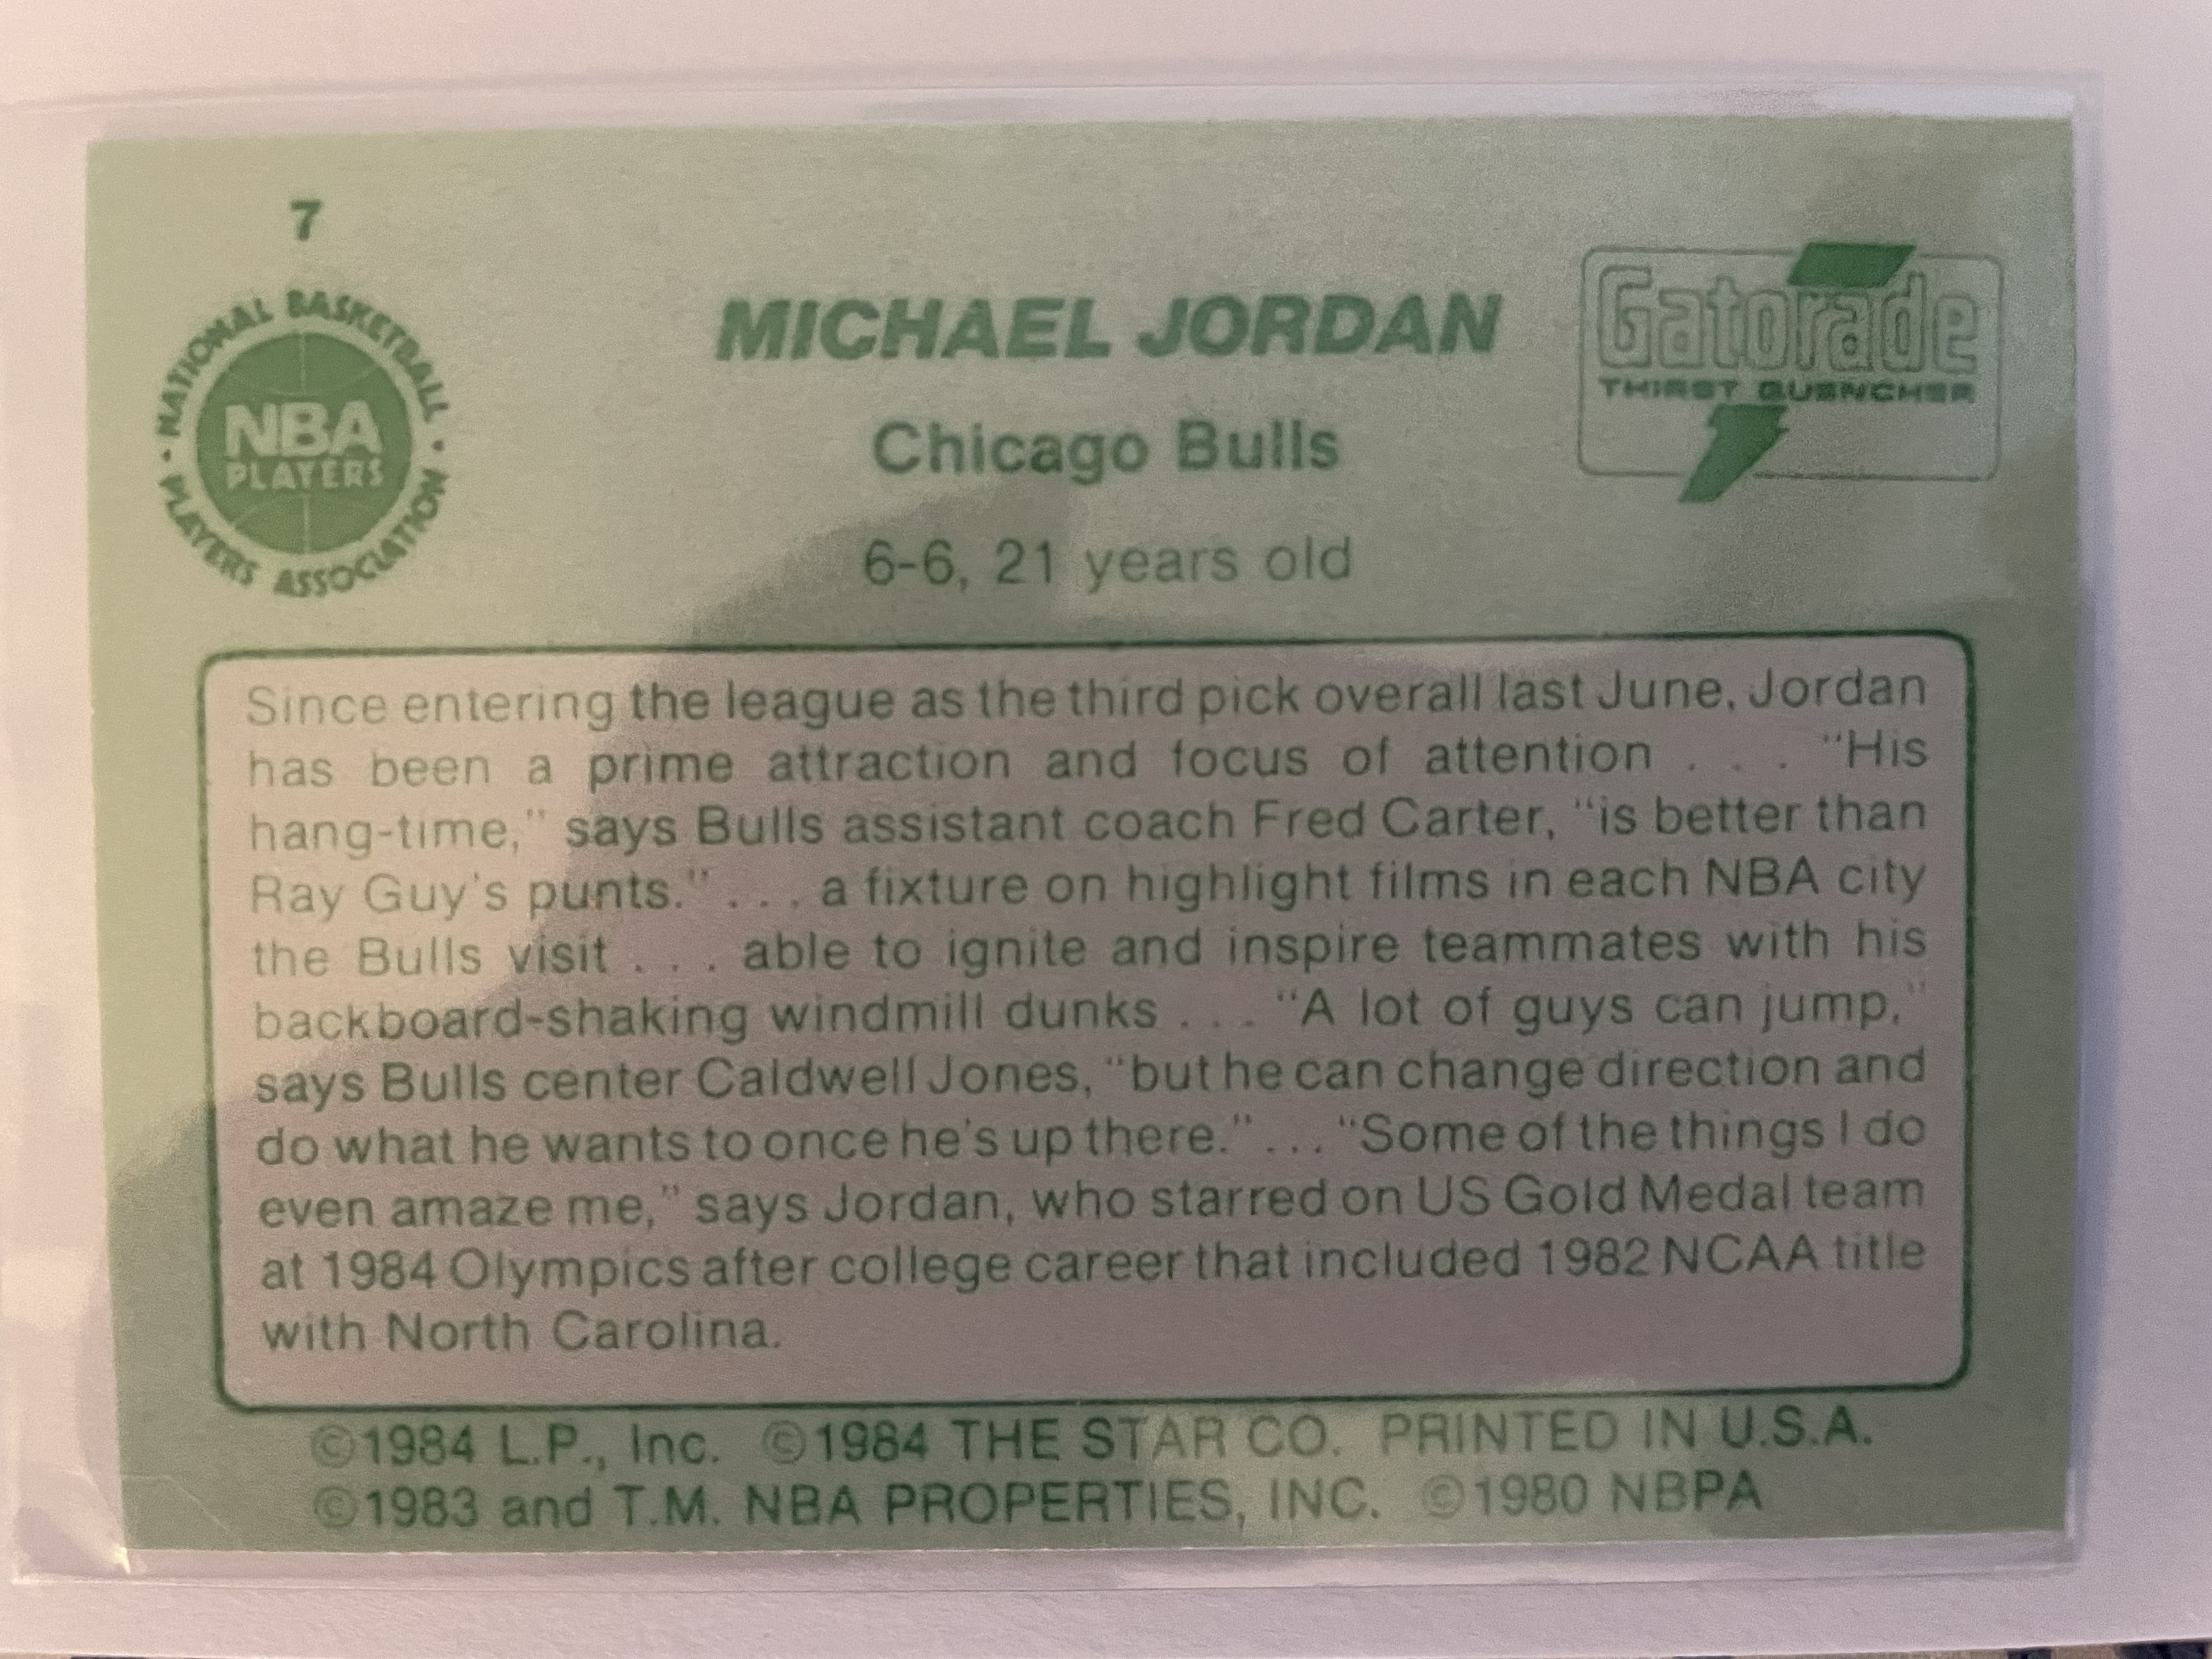 7
NATIONAL BASKETBALL
NBA
PLAYERS
PLAYERS ASSOCIATION
MICHAEL JORDAN
Gatorade
THIRST QUENCHER
Chicago Bulls
6-6, 21 years old
Since entering the league as the third pick overall last June, Jordan
has been a prime attraction and focus of attention . . . "His
hang-time," says Bulls assistant coach Fred Carter, "is better than
Ray Guy's punts." . . . a fixture on highlight films in each NBA city
the Bulls visit . . . able to ignite and inspire teammates with his
backboard-shaking windmill dunks . . . "A lot of guys can jump,"
says Bulls center Caldwell Jones, "but he can change direction and
do what he wants to once he's up there." . . . "Some of the things I do
even amaze me," says Jordan, who starred on US Gold Medal team
at 1984 Olympics after college career that included 1982 NCAA title
with North Carolina.
©1984 L.P., Inc. ©1984 THE STAR CO. PRINTED IN U.S.A.
©1983 and T.M. NBA PROPERTIES, INC. ©1980 NBPA